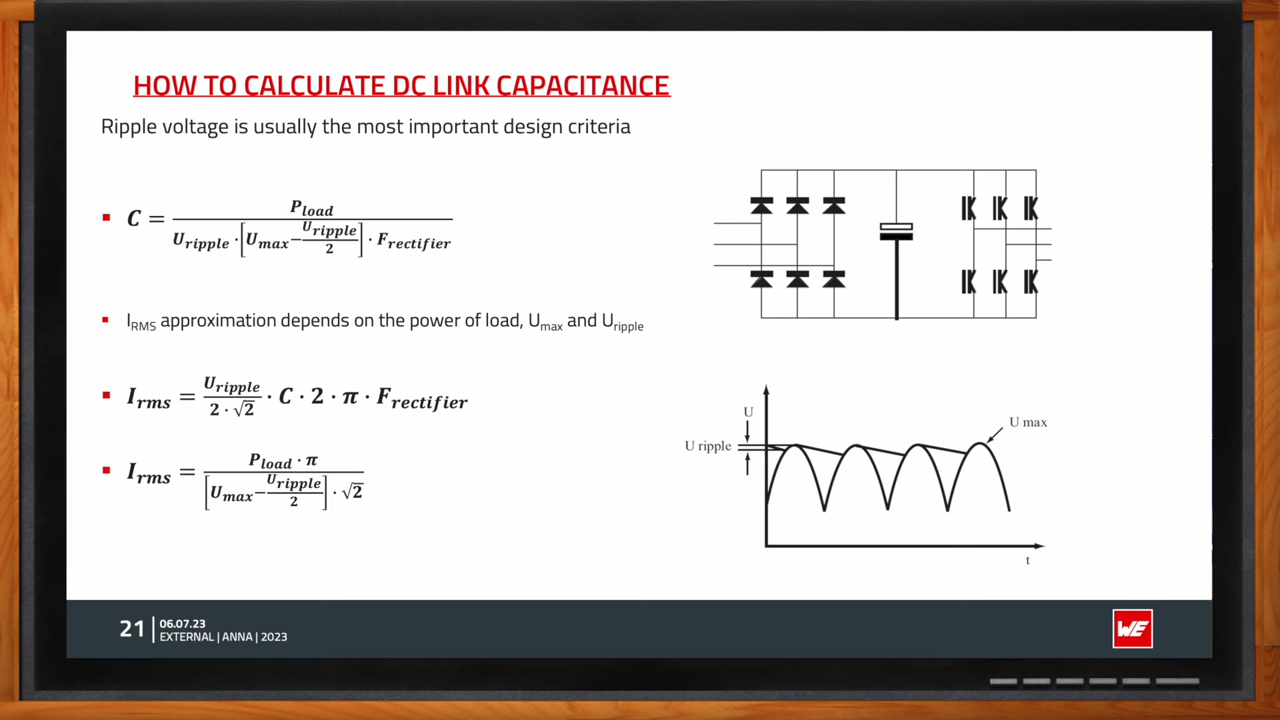 HOW TO CALCULATE DC LINK CAPACITANCE
Ripple voltage is usually the most important design criteria
▪ C = P_load / (U_ripple · [U_max − U_ripple/2] · F_rectifier)
▪ I_RMS approximation depends on the power of load, U_max and U_ripple
▪ I_rms = U_ripple / (2 · √2) · C · 2 · π · F_rectifier
▪ I_rms = (P_load · π) / ([U_max − U_ripple/2] · √2)
U
U ripple
U max
t
21
06.07.23
EXTERNAL | ANNA | 2023
WE